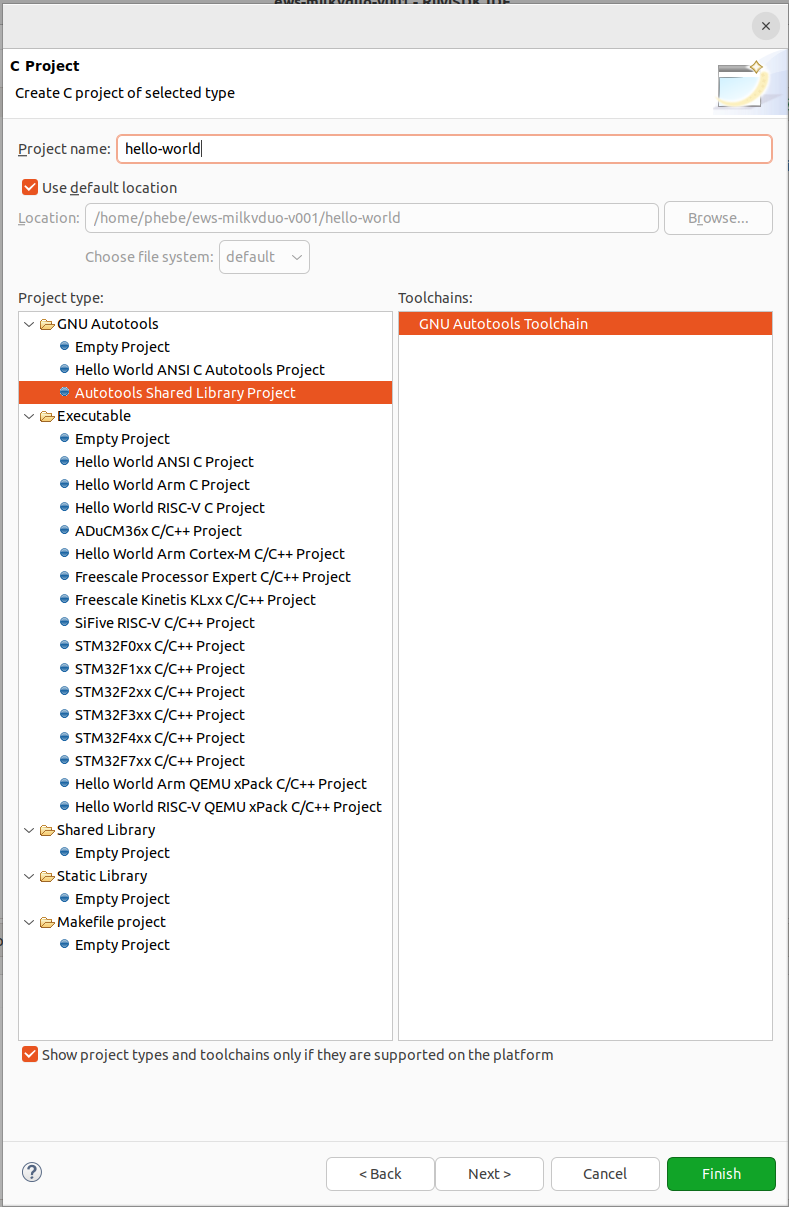 ews-milkvduo-v001 - RuyiSDK IDE
C Project
Create C project of selected type
Project name: hello-world
Use default location
Location: /home/phebe/ews-milkvduo-v001/hello-world Browse...
Choose file system: default
Project type: Toolchains:
GNU Autotools GNU Autotools Toolchain
Empty Project
Hello World ANSI C Autotools Project
Autotools Shared Library Project
Executable
Empty Project
Hello World ANSI C Project
Hello World Arm C Project
Hello World RISC-V C Project
ADuCM36x C/C++ Project
Hello World Arm Cortex-M C/C++ Project
Freescale Processor Expert C/C++ Project
Freescale Kinetis KLxx C/C++ Project
SiFive RISC-V C/C++ Project
STM32F0xx C/C++ Project
STM32F1xx C/C++ Project
STM32F2xx C/C++ Project
STM32F3xx C/C++ Project
STM32F4xx C/C++ Project
STM32F7xx C/C++ Project
Hello World Arm QEMU xPack C/C++ Project
Hello World RISC-V QEMU xPack C/C++ Project
Shared Library
Empty Project
Static Library
Empty Project
Makefile project
Empty Project
Show project types and toolchains only if they are supported on the platform
? < Back Next > Cancel Finish